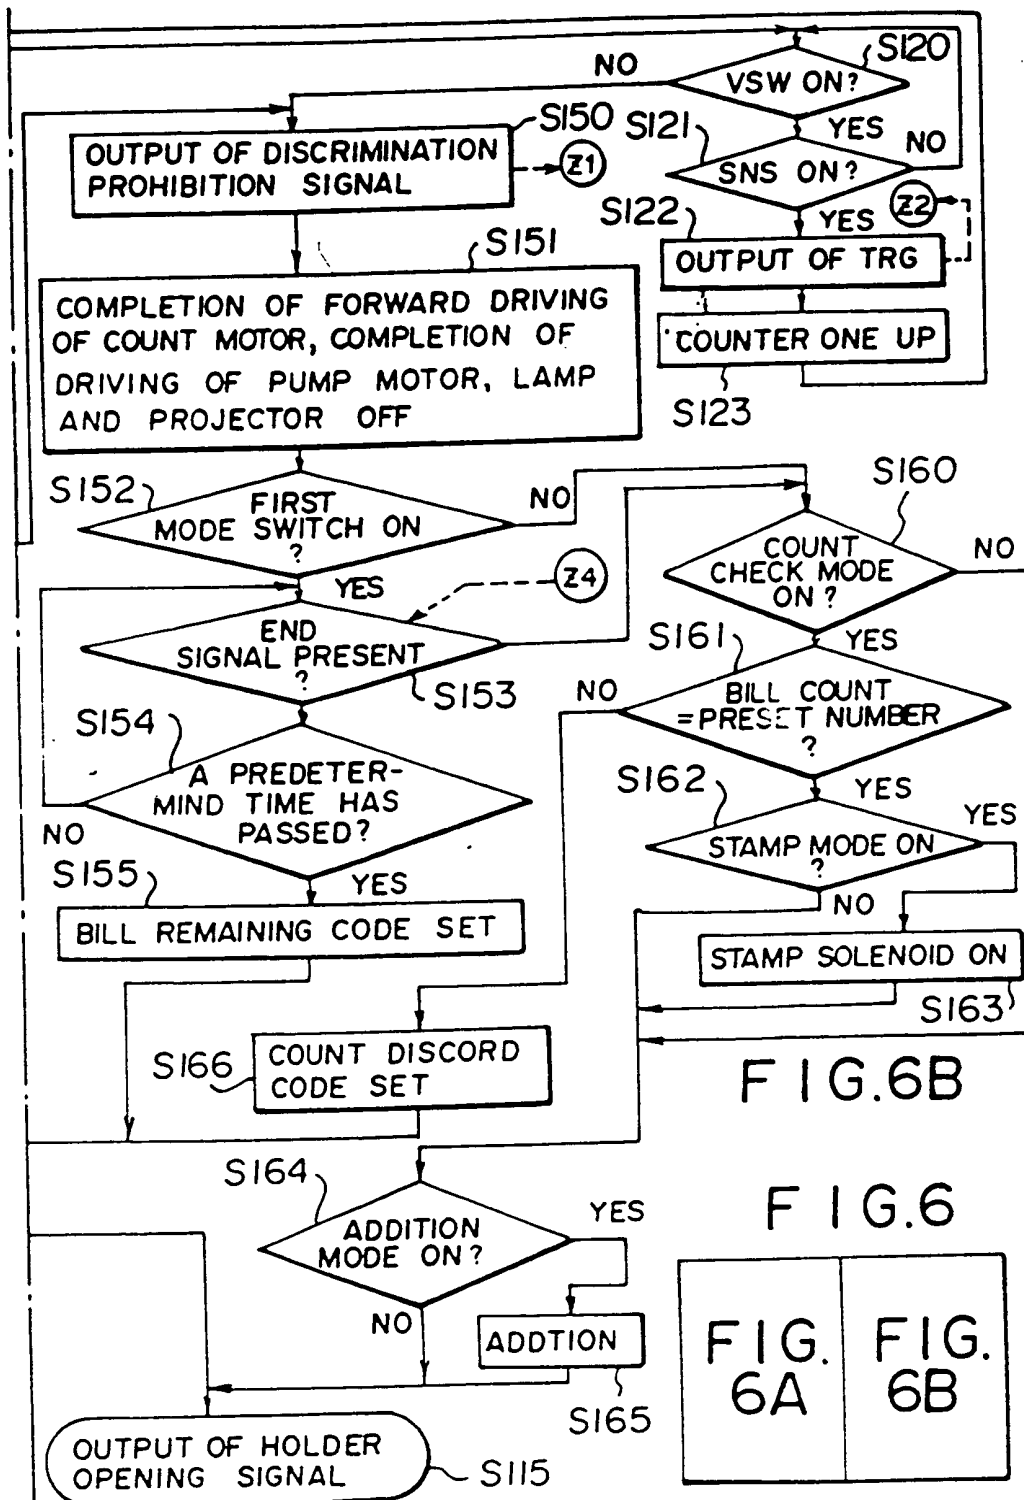 S120
NO
VSW ON?
YES
S150
S121
NO
OUTPUT OF DISCRIMINATION
PROHIBITION SIGNAL
Z1
SNS ON?
S122
YES
Z2
S151
OUTPUT OF TRG
COMPLETION OF FORWARD DRIVING
OF COUNT MOTOR, COMPLETION OF
DRIVING OF PUMP MOTOR, LAMP
AND PROJECTOR OFF
COUNTER ONE UP
S123
S152
FIRST
MODE SWITCH ON
?
NO
S160
YES
Z4
COUNT
CHECK MODE
ON?
NO
END
SIGNAL PRESENT
?
S153
S161
YES
NO
BILL COUNT
=PRESET NUMBER
?
S154
A PREDETER-
MIND TIME HAS
PASSED?
NO
S162
YES
YES
STAMP MODE ON
?
S155
YES
NO
BILL REMAINING CODE SET
STAMP SOLENOID ON
S163
S166
COUNT DISCORD
CODE SET
FIG.6B
S164
ADDITION
MODE ON?
YES
FIG.6
NO
ADDTION
S165
FIG.
6A
FIG.
6B
OUTPUT OF HOLDER
OPENING SIGNAL
S115